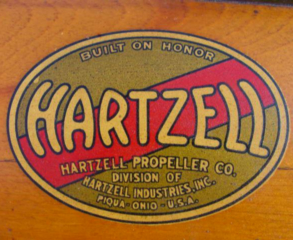 BUILT ON HONOR
HARTZELL
HARTZELL PROPELLER CO.
DIVISION OF
HARTZELL INDUSTRIES, INC.
PIQUA OHIO U.S.A.